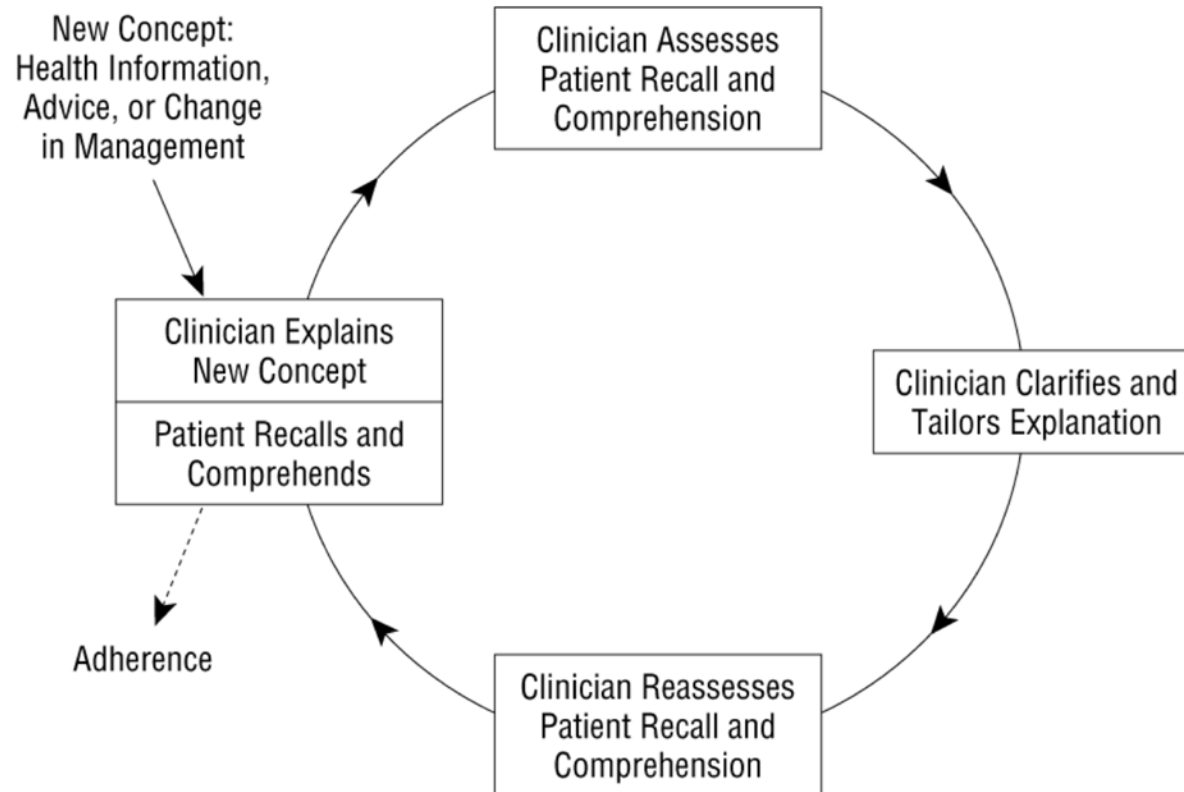 New Concept:
Health Information,
Advice, or Change
in Management
Clinician Assesses
Patient Recall and
Comprehension
Clinician Explains
New Concept
Patient Recalls and
Comprehends
Clinician Clarifies and
Tailors Explanation
Adherence
Clinician Reassesses
Patient Recall and
Comprehension